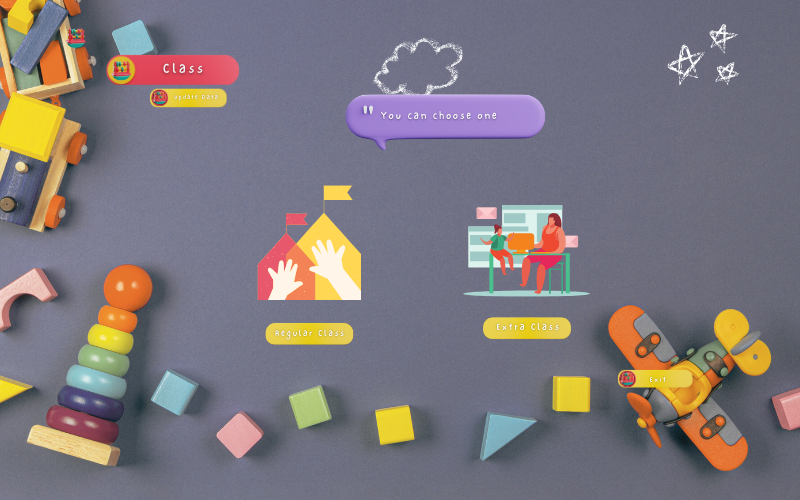 Class
Update Data
" You can choose one
Regular Class
Extra Class
Exit